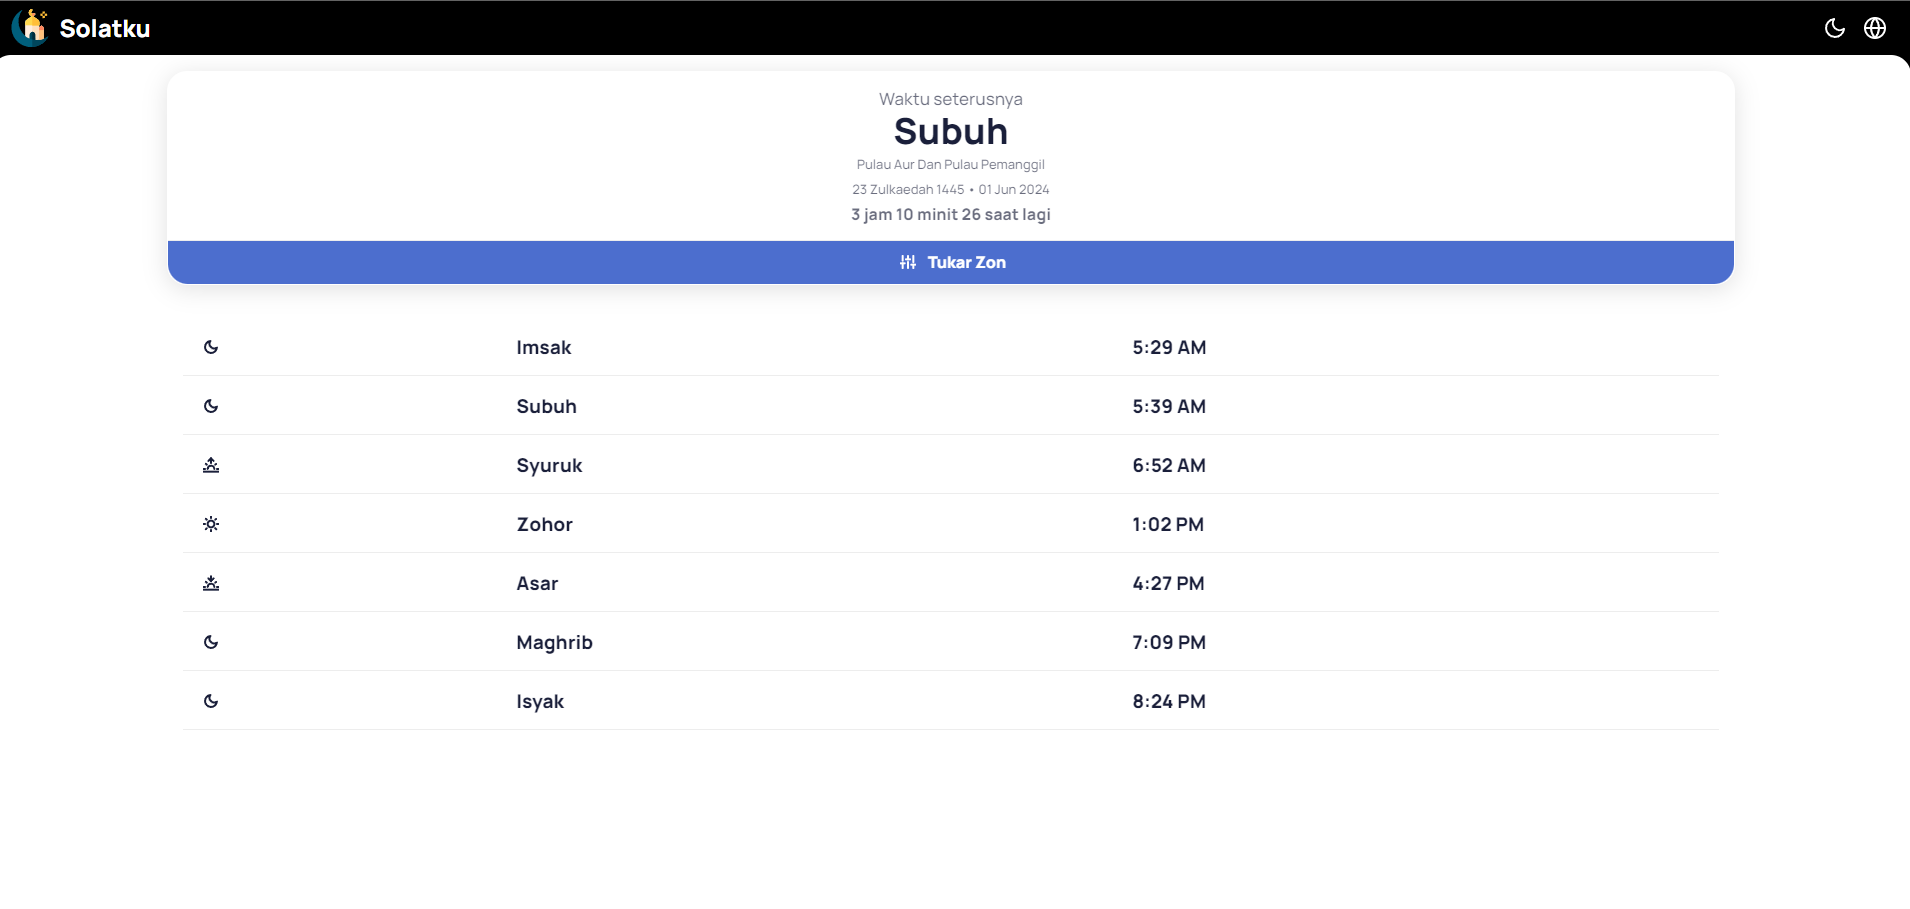 Solatku
Waktu seterusnya
Subuh
Pulau Aur Dan Pulau Pemanggil
23 Zulkaedah 1445 • 01 Jun 2024
3 jam 10 minit 26 saat lagi
Tukar Zon
Imsak 5:29 AM
Subuh 5:39 AM
Syuruk 6:52 AM
Zohor 1:02 PM
Asar 4:27 PM
Maghrib 7:09 PM
Isyak 8:24 PM